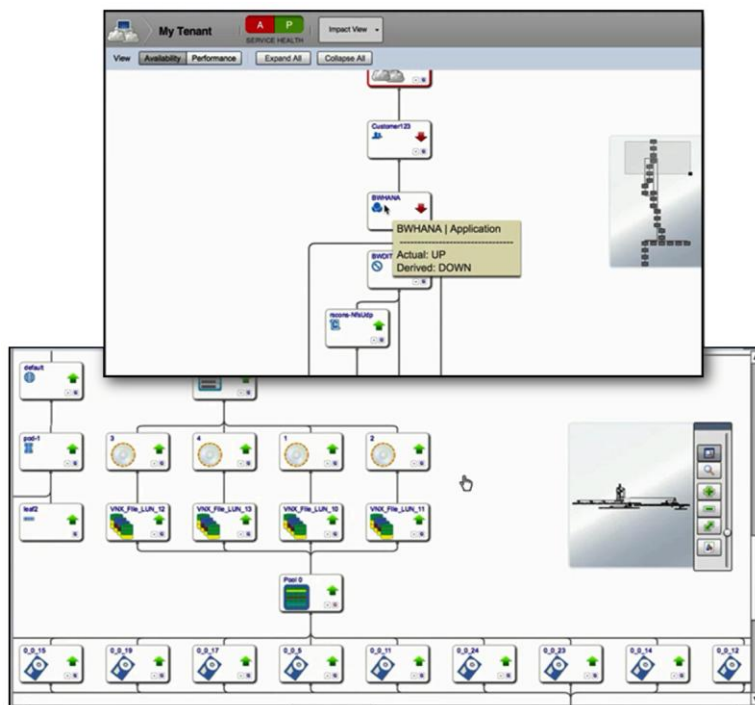 My Tenant
A P
SERVICE HEALTH
Impact View
View Availability Performance Expand All Collapse All
Customer123
BWHANA
BWHANA | Application
Actual: UP
Derived: DOWN
rscons-NfsUdp
default
pod-1 3 4 1 2
leaf2 VNX_File_LUN_12 VNX_File_LUN_13 VNX_File_LUN_10 VNX_File_LUN_11
Pool 0
0_0_15 0_0_19 0_0_17 0_0_5 0_0_11 0_0_24 0_0_23 0_0_14 0_0_12